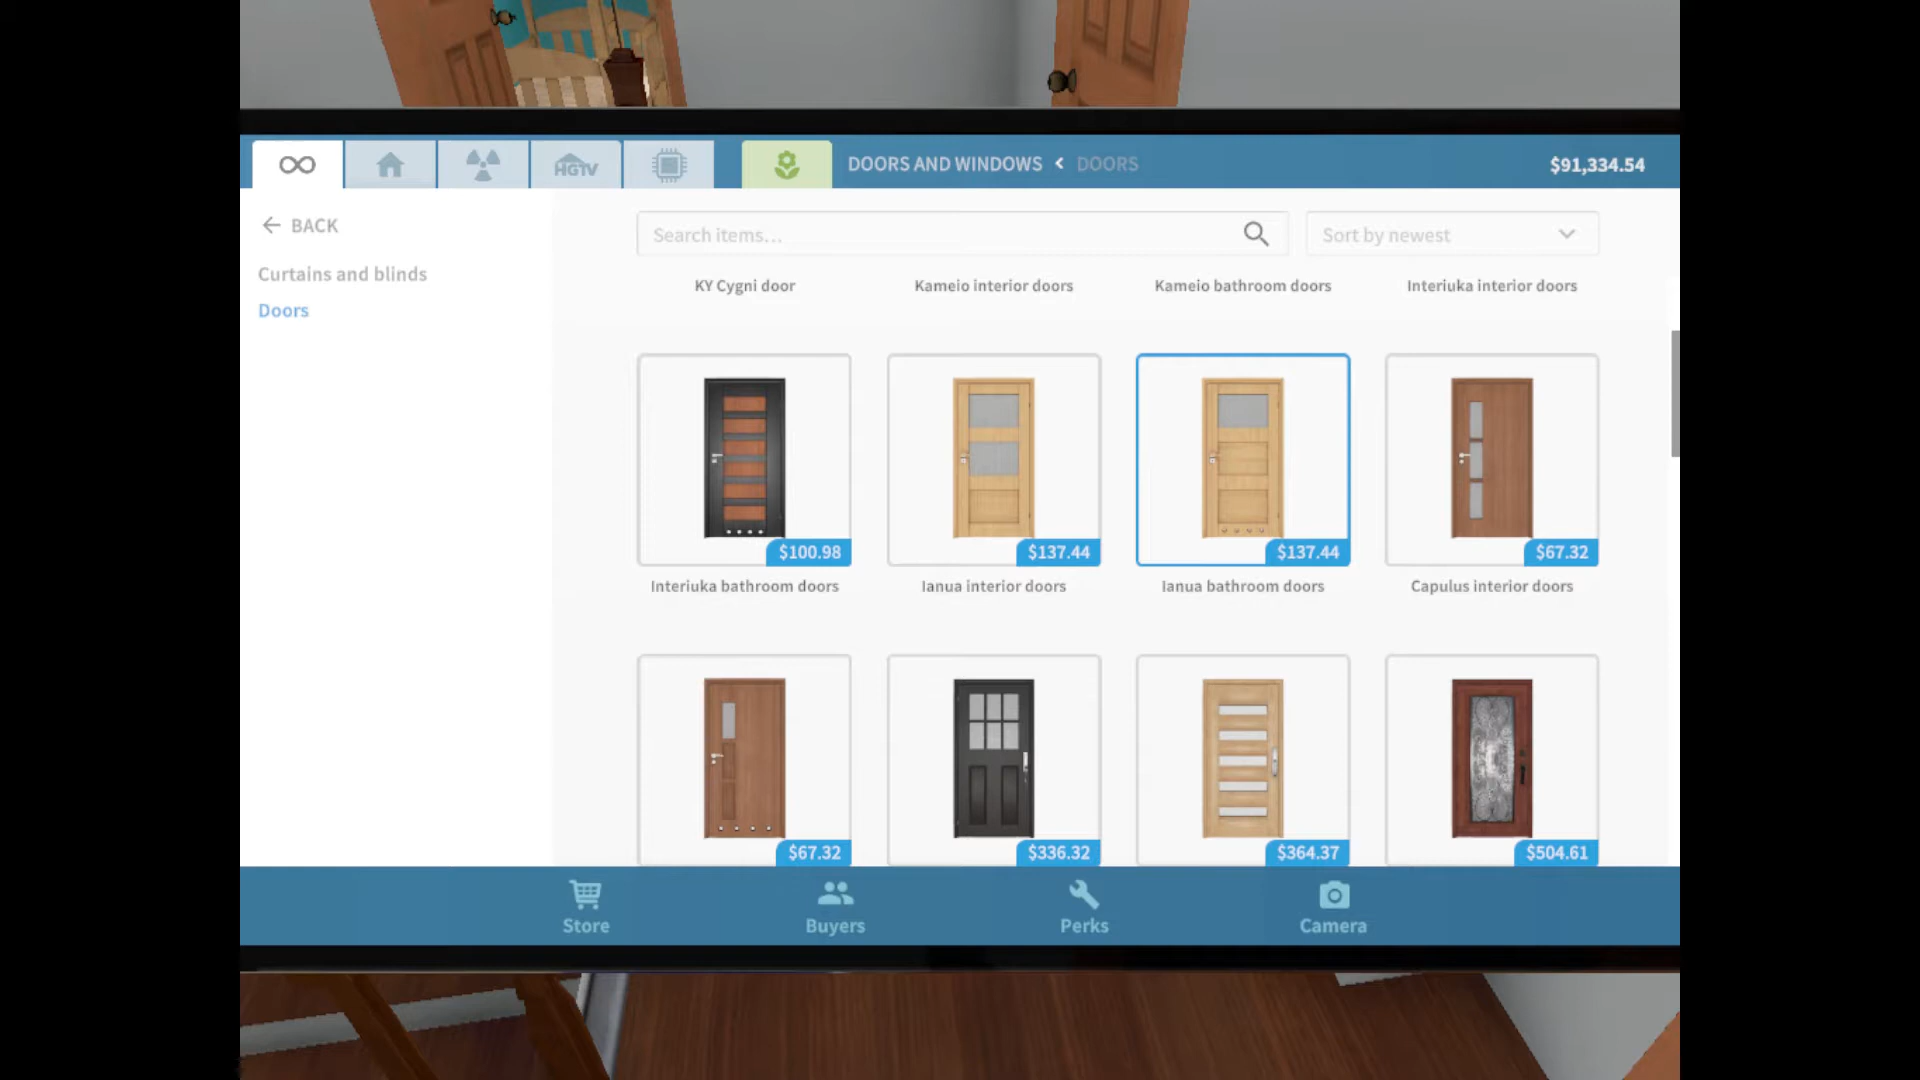 HGTV
DOORS AND WINDOWS < DOORS
$91,334.54
BACK
Curtains and blinds
Doors
Search items...
Sort by newest
KY Cygni door
Kameio interior doors
Kameio bathroom doors
Interiuka interior doors
$100.98
$137.44
$137.44
$67.32
Interiuka bathroom doors
Ianua interior doors
Ianua bathroom doors
Capulus interior doors
$67.32
$336.32
$364.37
$504.61
Store
Buyers
Perks
Camera